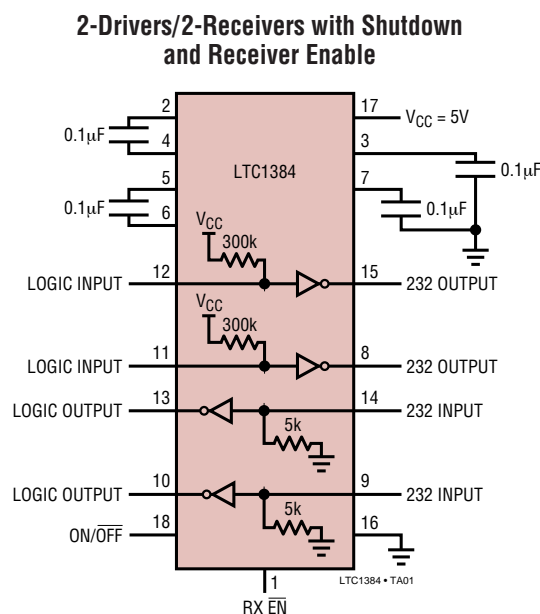 2-Drivers/2-Receivers with Shutdown
and Receiver Enable
2
17
VCC = 5V
0.1µF
4
3
LTC1384
5
7
0.1µF
0.1µF
6
0.1µF
VCC
300k
LOGIC INPUT
12
15
232 OUTPUT
VCC
300k
LOGIC INPUT
11
8
232 OUTPUT
LOGIC OUTPUT
13
14
232 INPUT
5k
LOGIC OUTPUT
10
9
232 INPUT
5k
ON/OFF
18
16
1
LTC1384 • TA01
RX EN